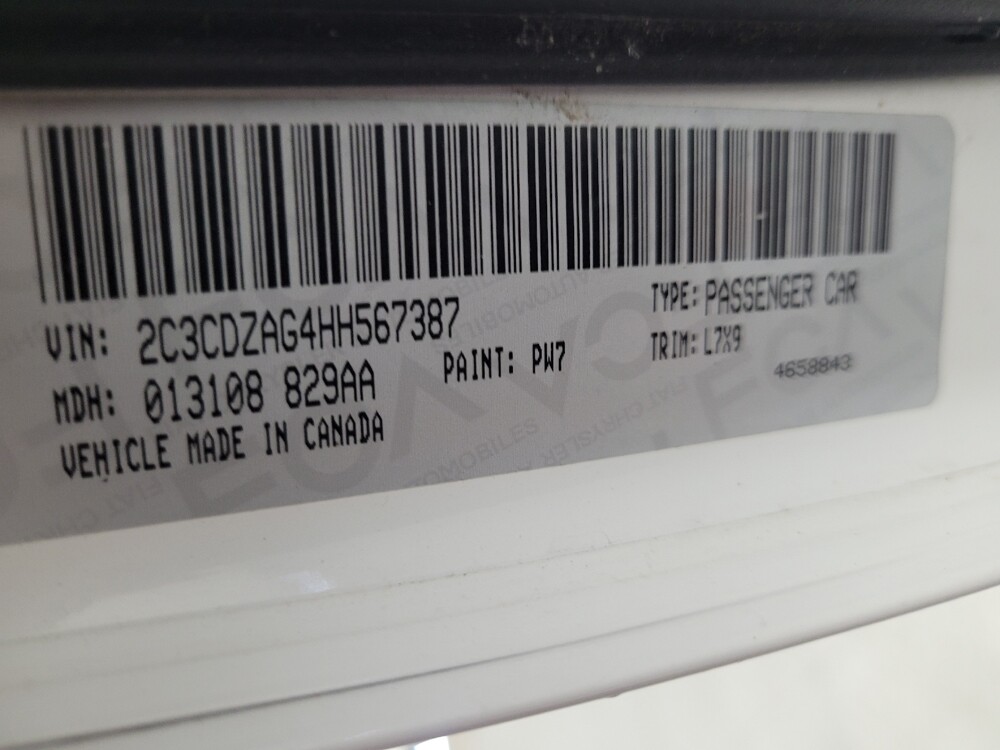 VIN: 2C3CDZAG4HH567387
TYPE: PASSENGER CAR
MDH: 013108 829AA
PAINT: PW7
TRIM: L7X9
VEHICLE MADE IN CANADA
4658843